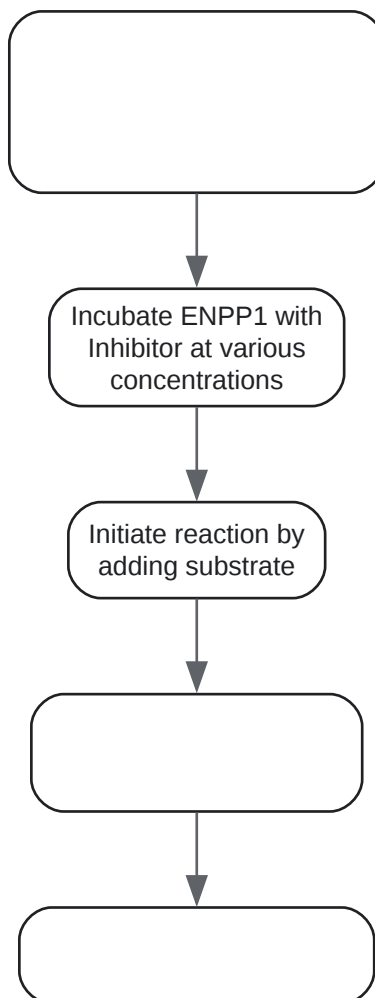 Incubate ENPP1 with
Inhibitor at various
concentrations
Initiate reaction by
adding substrate